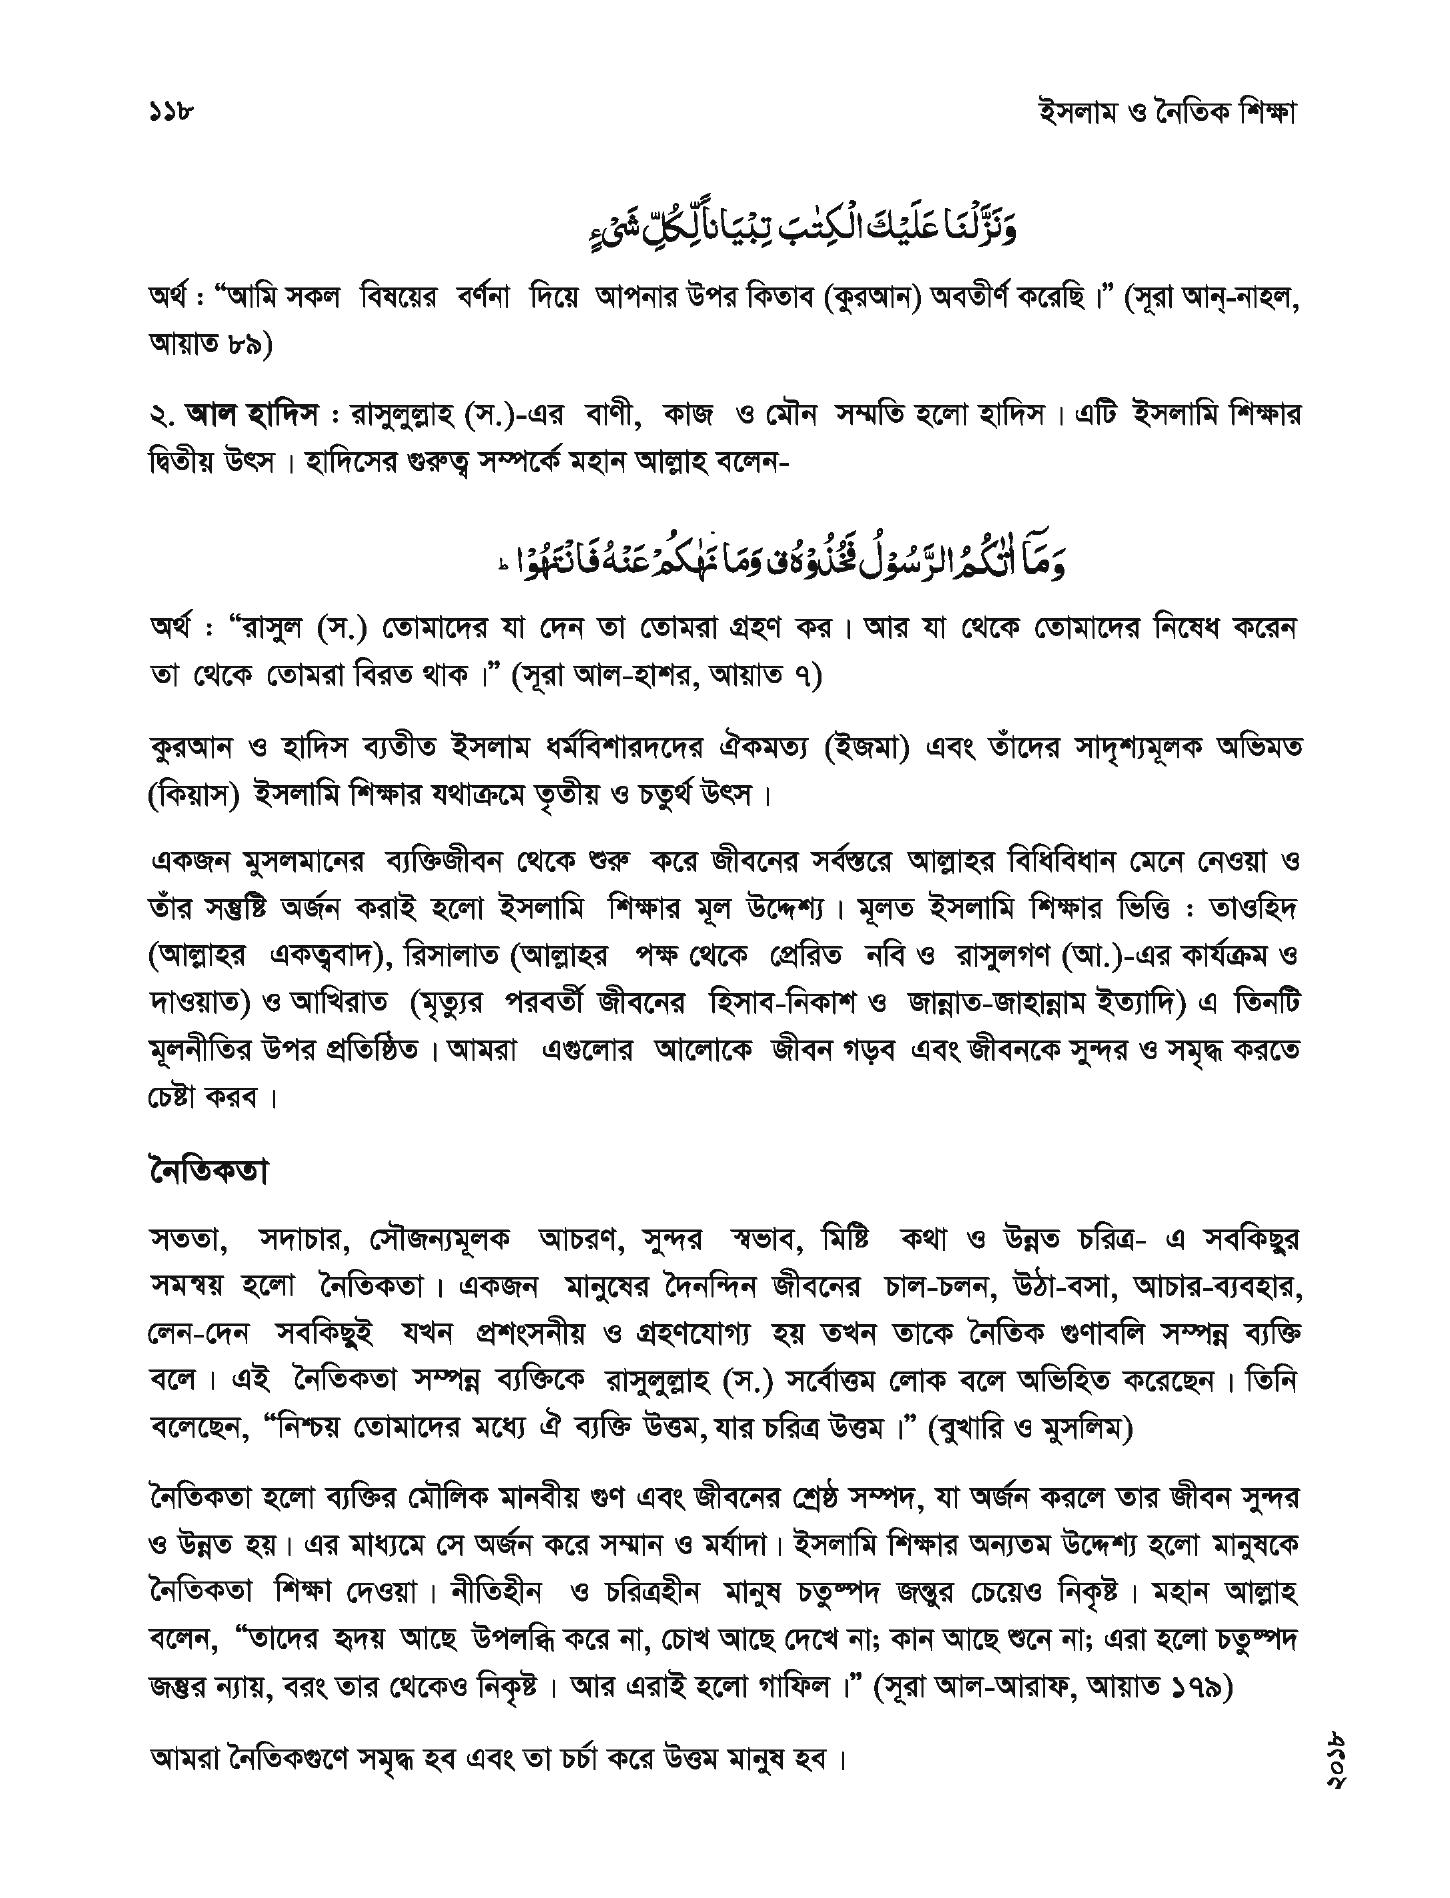 ১১৮
ইসলাম ও নৈতিক শিক্ষা
وَنَزَّلْنَا عَلَيْكَ الْكِتٰبَ تِبْيَانًا لِّكُلِّ شَىْءٍ
অর্থ : “আমি সকল বিষয়ের বর্ণনা দিয়ে আপনার উপর কিতাব (কুরআন) অবতীর্ণ করেছি।” (সূরা আন্-নাহল,
আয়াত ৮৯)
২. আল হাদিস : রাসুলুল্লাহ (স.)-এর বাণী, কাজ ও মৌন সম্মতি হলো হাদিস। এটি ইসলামি শিক্ষার
দ্বিতীয় উৎস। হাদিসের গুরুত্ব সম্পর্কে মহান আল্লাহ বলেন-
وَمَآ اٰتٰكُمُ الرَّسُوْلُ فَخُذُوْهُ ق وَمَا نَهٰكُمْ عَنْهُ فَانْتَهُوْا ط
অর্থ : “রাসুল (স.) তোমাদের যা দেন তা তোমরা গ্রহণ কর। আর যা থেকে তোমাদের নিষেধ করেন
তা থেকে তোমরা বিরত থাক।” (সূরা আল-হাশর, আয়াত ৭)
কুরআন ও হাদিস ব্যতীত ইসলাম ধর্মবিশারদদের ঐকমত্য (ইজমা) এবং তাঁদের সাদৃশ্যমূলক অভিমত
(কিয়াস) ইসলামি শিক্ষার যথাক্রমে তৃতীয় ও চতুর্থ উৎস।
একজন মুসলমানের ব্যক্তিজীবন থেকে শুরু করে জীবনের সর্বস্তরে আল্লাহর বিধিবিধান মেনে নেওয়া ও
তাঁর সন্তুষ্টি অর্জন করাই হলো ইসলামি শিক্ষার মূল উদ্দেশ্য। মূলত ইসলামি শিক্ষার ভিত্তি : তাওহিদ
(আল্লাহর একত্ববাদ), রিসালাত (আল্লাহর পক্ষ থেকে প্রেরিত নবি ও রাসুলগণ (আ.)-এর কার্যক্রম ও
দাওয়াত) ও আখিরাত (মৃত্যুর পরবর্তী জীবনের হিসাব-নিকাশ ও জান্নাত-জাহান্নাম ইত্যাদি) এ তিনটি
মূলনীতির উপর প্রতিষ্ঠিত। আমরা এগুলোর আলোকে জীবন গড়ব এবং জীবনকে সুন্দর ও সমৃদ্ধ করতে
চেষ্টা করব।
নৈতিকতা
সততা, সদাচার, সৌজন্যমূলক আচরণ, সুন্দর স্বভাব, মিষ্টি কথা ও উন্নত চরিত্র- এ সবকিছুর
সমন্বয় হলো নৈতিকতা। একজন মানুষের দৈনন্দিন জীবনের চাল-চলন, উঠা-বসা, আচার-ব্যবহার,
লেন-দেন সবকিছুই যখন প্রশংসনীয় ও গ্রহণযোগ্য হয় তখন তাকে নৈতিক গুণাবলি সম্পন্ন ব্যক্তি
বলে। এই নৈতিকতা সম্পন্ন ব্যক্তিকে রাসুলুল্লাহ (স.) সর্বোত্তম লোক বলে অভিহিত করেছেন। তিনি
বলেছেন, “নিশ্চয় তোমাদের মধ্যে ঐ ব্যক্তি উত্তম, যার চরিত্র উত্তম।” (বুখারি ও মুসলিম)
নৈতিকতা হলো ব্যক্তির মৌলিক মানবীয় গুণ এবং জীবনের শ্রেষ্ঠ সম্পদ, যা অর্জন করলে তার জীবন সুন্দর
ও উন্নত হয়। এর মাধ্যমে সে অর্জন করে সম্মান ও মর্যাদা। ইসলামি শিক্ষার অন্যতম উদ্দেশ্য হলো মানুষকে
নৈতিকতা শিক্ষা দেওয়া। নীতিহীন ও চরিত্রহীন মানুষ চতুষ্পদ জন্তুর চেয়েও নিকৃষ্ট। মহান আল্লাহ
বলেন, “তাদের হৃদয় আছে উপলব্ধি করে না, চোখ আছে দেখে না; কান আছে শুনে না; এরা হলো চতুষ্পদ
জন্তুর ন্যায়, বরং তার থেকেও নিকৃষ্ট। আর এরাই হলো গাফিল।” (সূরা আল-আরাফ, আয়াত ১৭৯)
আমরা নৈতিকগুণে সমৃদ্ধ হব এবং তা চর্চা করে উত্তম মানুষ হব।
২০১৮